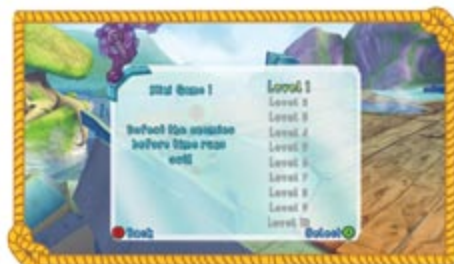 Mini Game 1
Defeat the enemies
before time runs
out!
Level 1
Level 2
Level 3
Level 4
Level 5
Level 6
Level 7
Level 8
Level 9
Level 10
Back
Select